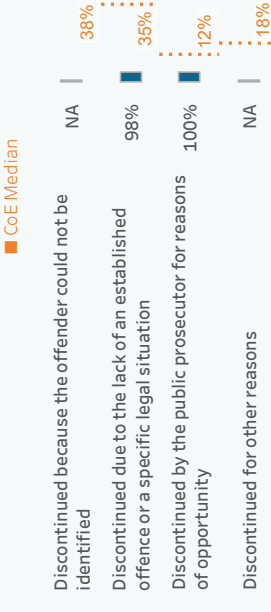 CoE Median
Discontinued because the offender could not be
identified
NA
38%
Discontinued due to the lack of an established
offence or a specific legal situation
98%
35%
Discontinued by the public prosecutor for reasons
of opportunity
100%
12%
Discontinued for other reasons
NA
18%